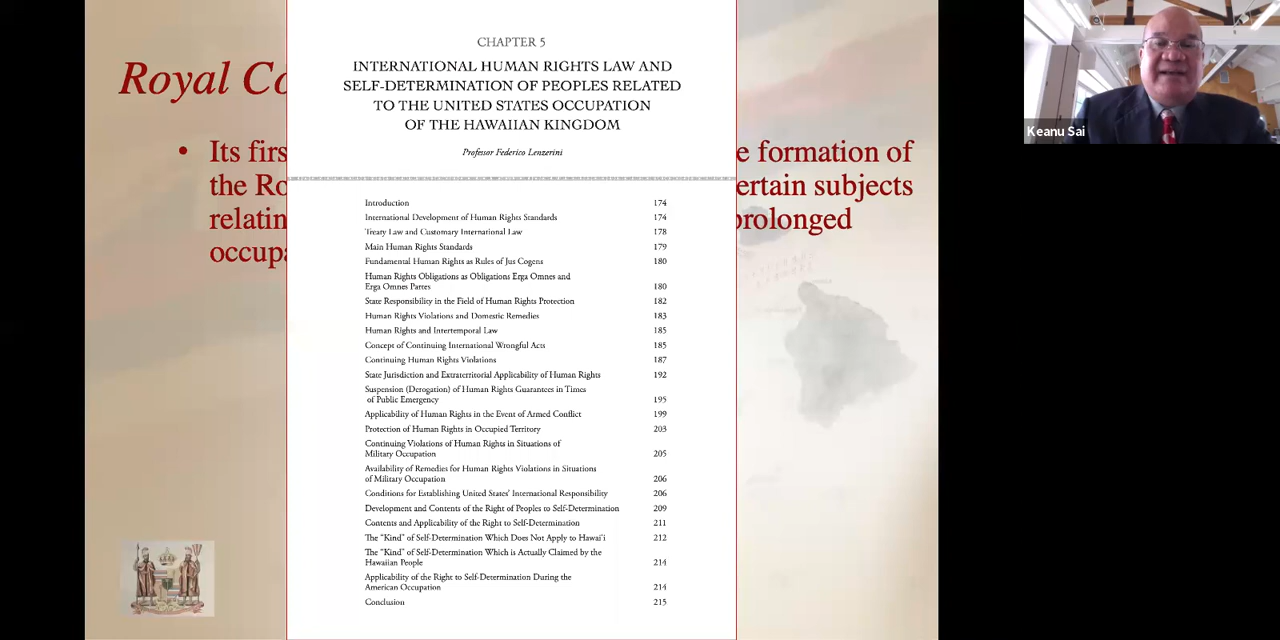 Royal Co
• Its firs
the Ro
relatin
occupa
CHAPTER 5
INTERNATIONAL HUMAN RIGHTS LAW AND
SELF-DETERMINATION OF PEOPLES RELATED
TO THE UNITED STATES OCCUPATION
OF THE HAWAIIAN KINGDOM
Professor Federico Lenzerini
Introduction 174
International Development of Human Rights Standards 174
Treaty Law and Customary International Law 178
Main Human Rights Standards 179
Fundamental Human Rights as Rules of Jus Cogens 180
Human Rights Obligations as Obligations Erga Omnes and
Erga Omnes Partes 180
State Responsibility in the Field of Human Rights Protection 182
Human Rights Violations and Domestic Remedies 183
Human Rights and Intertemporal Law 185
Concept of Continuing International Wrongful Acts 185
Continuing Human Rights Violations 187
State Jurisdiction and Extraterritorial Applicability of Human Rights 192
Suspension (Derogation) of Human Rights Guarantees in Times
of Public Emergency 195
Applicability of Human Rights in the Event of Armed Conflict 199
Protection of Human Rights in Occupied Territory 203
Continuing Violations of Human Rights in Situations of
Military Occupation 205
Availability of Remedies for Human Rights Violations in Situations
of Military Occupation 206
Conditions for Establishing United States' International Responsibility 206
Development and Contents of the Right of Peoples to Self-Determination 209
Contents and Applicability of the Right to Self-Determination 211
The "Kind" of Self-Determination Which Does Not Apply to Hawai'i 212
The "Kind" of Self-Determination Which is Actually Claimed by the
Hawaiian People 214
Applicability of the Right to Self-Determination During the
American Occupation 214
Conclusion 215
e formation of
ertain subjects
prolonged
Keanu Sai